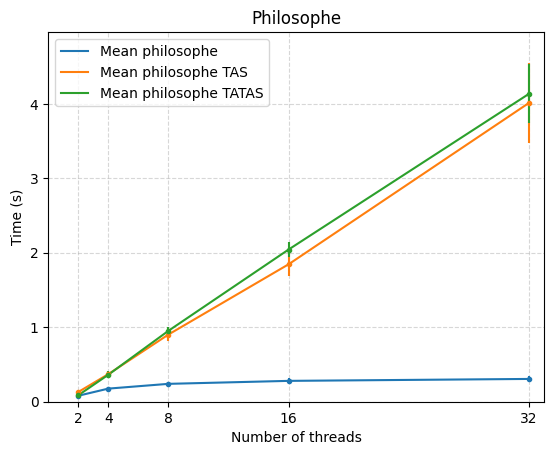 Philosophe
Mean philosophe
Mean philosophe TAS
Mean philosophe TATAS
Time (s)
4
3
2
1
0
2 4 8 16 32
Number of threads